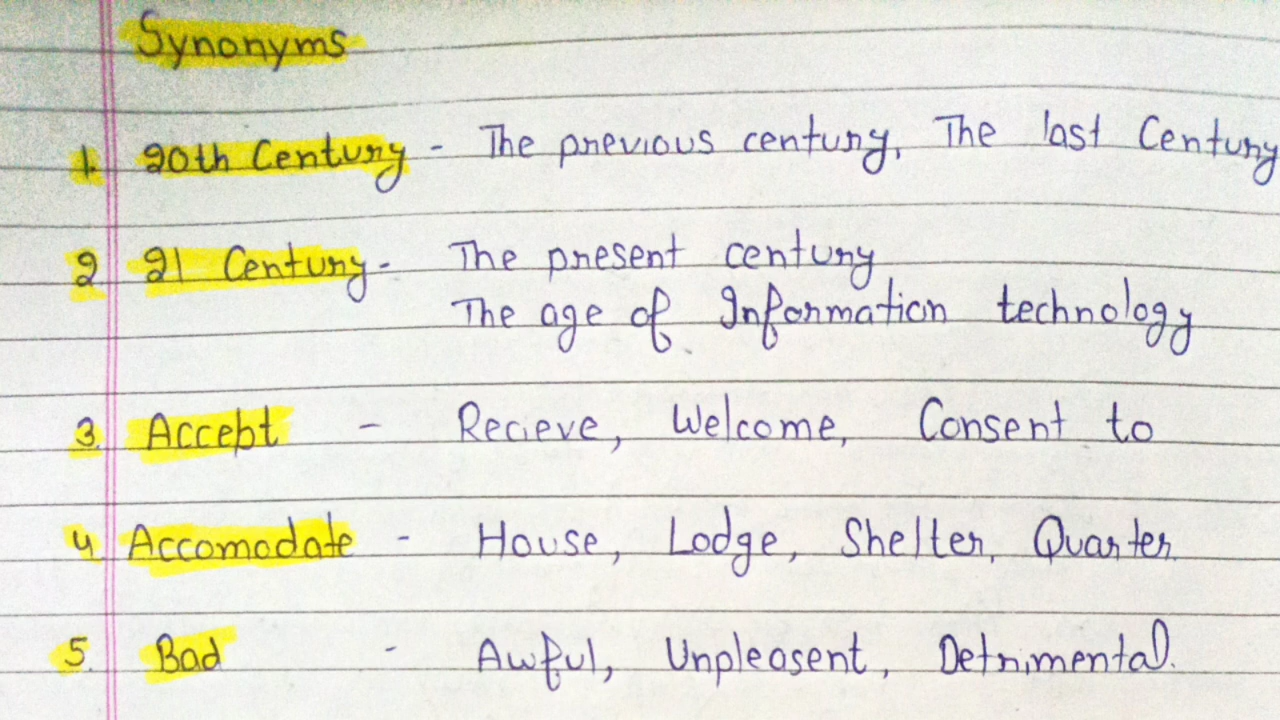 Synonyms
1. 20th Century - The previous century, The last Century
2 21 Century - The present century
The age of Information technology
3. Accept - Recieve, Welcome, Consent to
4. Accomodate - House, Lodge, Shelter, Quarter
5. Bad - Awful, Unpleasent, Detrimental.